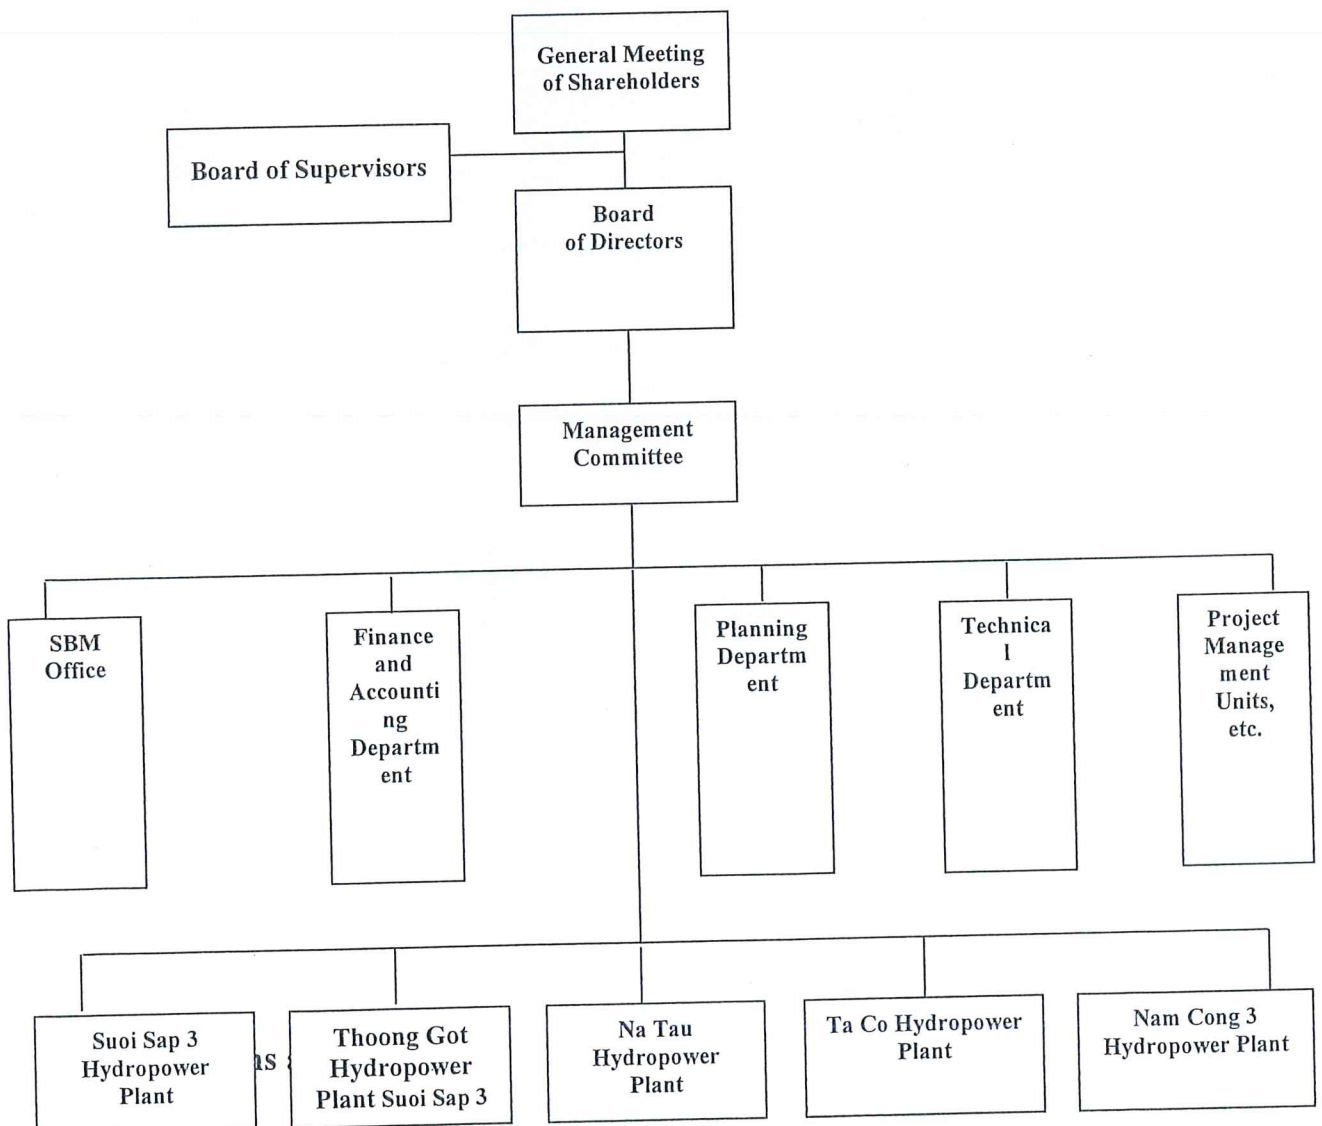 General Meeting
of Shareholders
Board of Supervisors
Board
of Directors
Management
Committee
SBM
Office
Finance
and
Accounti
ng
Departm
ent
Planning
Departm
ent
Technica
l
Departm
ent
Project
Manage
ment
Units,
etc.
Suoi Sap 3
Hydropower
Plant
Thoong Got
Hydropower
Plant Suoi Sap 3
Na Tau
Hydropower
Plant
Ta Co Hydropower
Plant
Nam Cong 3
Hydropower Plant